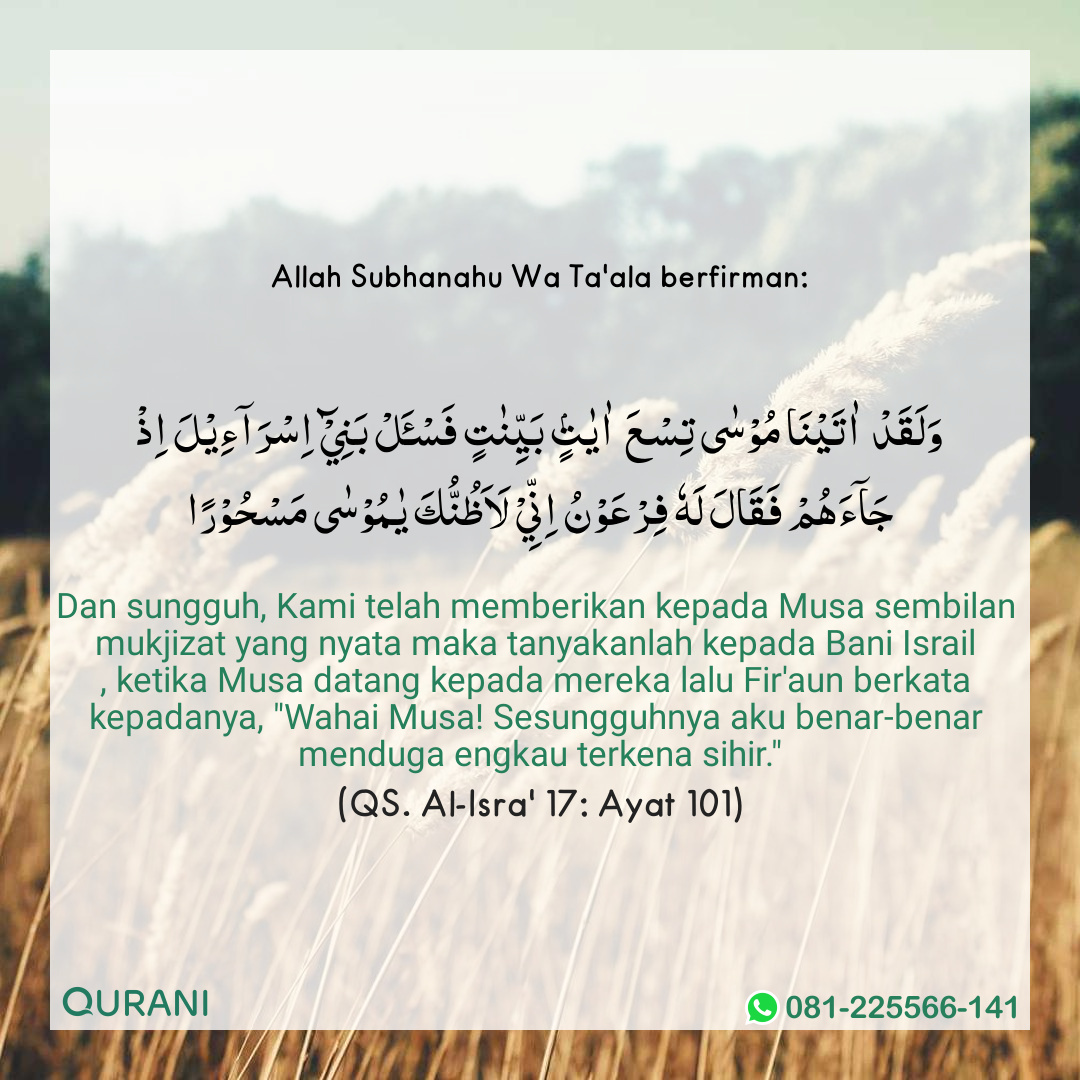 Allah Subhanahu Wa Ta'ala berfirman:
وَلَقَدْ اٰتَيْنَا مُوْسٰى تِسْعَ اٰيٰتٍۢ بَيِّنٰتٍ فَسْـَٔلْ بَنِيْٓ اِسْرَآءِيْلَ اِذْ
جَآءَهُمْ فَقَالَ لَهٗ فِرْعَوْنُ اِنِّيْ لَاَظُنُّكَ يٰمُوْسٰى مَسْحُوْرًا
Dan sungguh, Kami telah memberikan kepada Musa sembilan
mukjizat yang nyata maka tanyakanlah kepada Bani Israil
, ketika Musa datang kepada mereka lalu Fir'aun berkata
kepadanya, "Wahai Musa! Sesungguhnya aku benar-benar
menduga engkau terkena sihir."
(QS. Al-Isra' 17: Ayat 101)
QURANI
081-225566-141